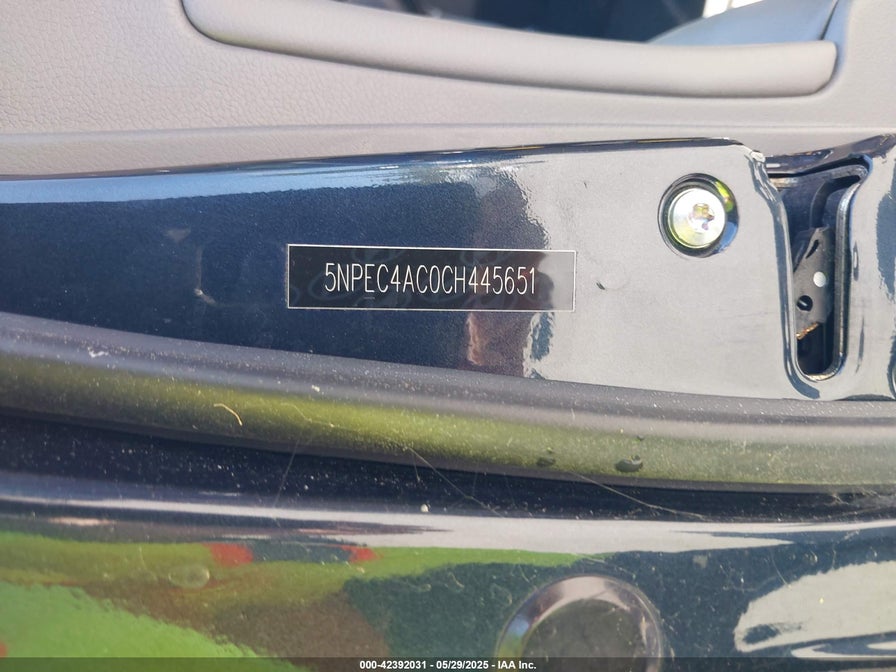 5NPEC4AC0CH445651
000-42392031 - 05/29/2025 - IAA Inc.